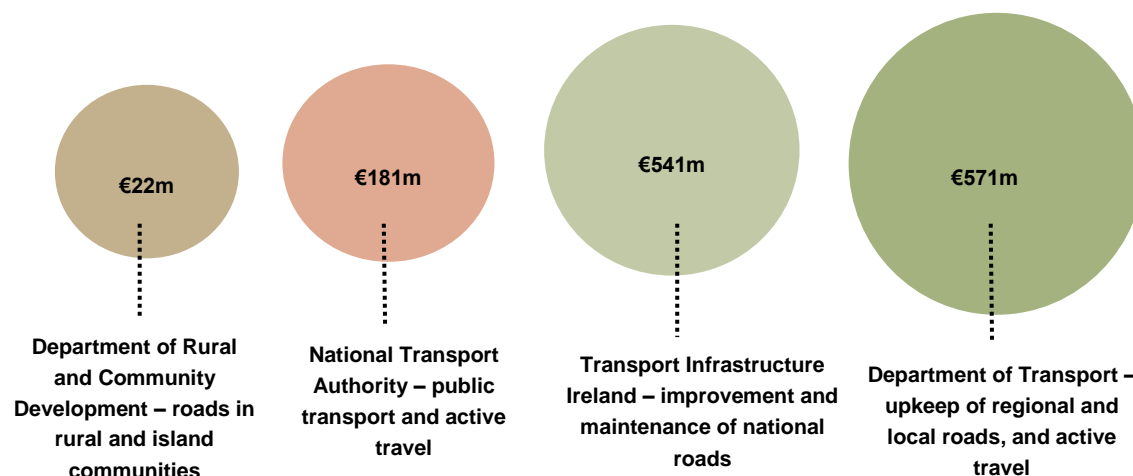 €22m
€181m
€541m
€571m
Department of Rural
and Community
Development – roads in
rural and island
communities
National Transport
Authority – public
transport and active
travel
Transport Infrastructure
Ireland – improvement and
maintenance of national
roads
Department of Transport –
upkeep of regional and
local roads, and active
travel